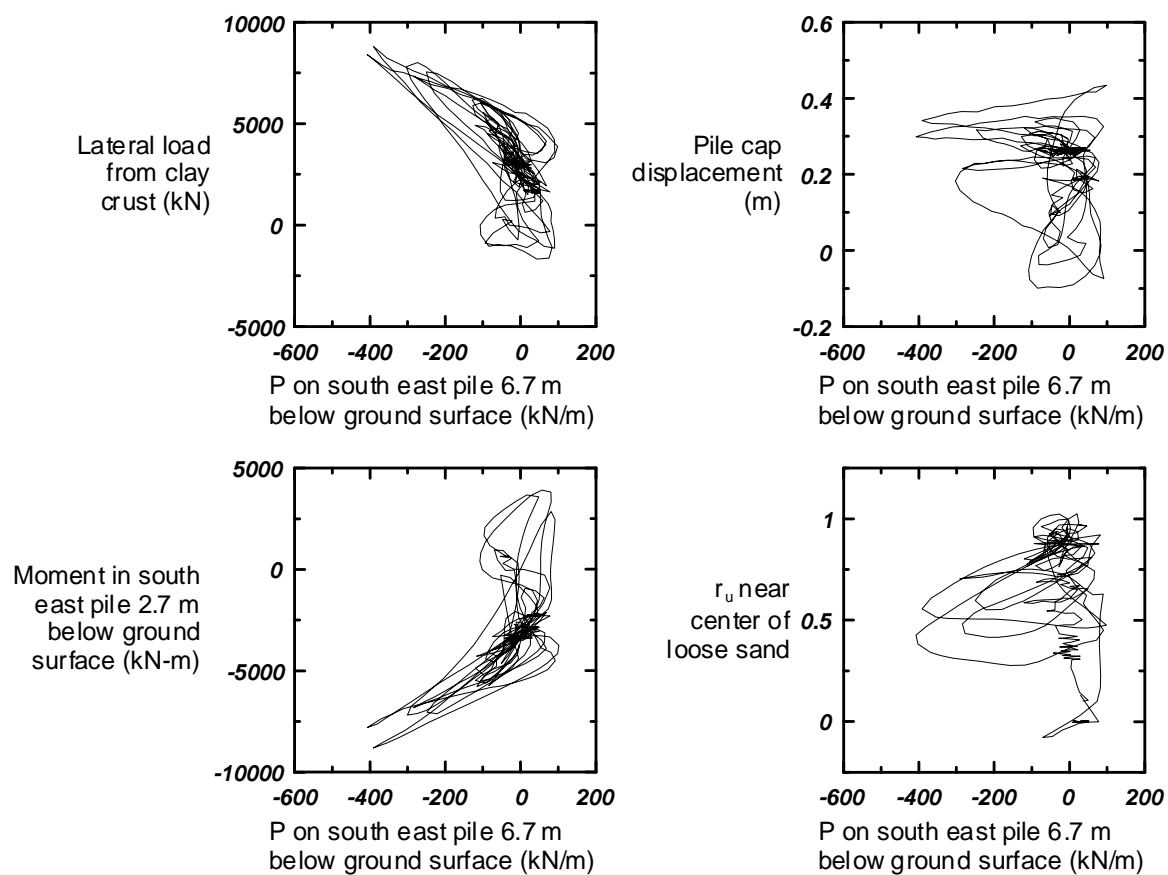 10000
5000
0
-5000
Lateral load
from clay
crust (kN)
-600 -400 -200 0 200
P on south east pile 6.7 m
below ground surface (kN/m)
0.6
0.4
0.2
0
-0.2
Pile cap
displacement
(m)
-600 -400 -200 0 200
P on south east pile 6.7 m
below ground surface (kN/m)
5000
0
-5000
-10000
Moment in south
east pile 2.7 m
below ground
surface (kN-m)
-600 -400 -200 0 200
P on south east pile 6.7 m
below ground surface (kN/m)
1
0.5
0
ru near
center of
loose sand
-600 -400 -200 0 200
P on south east pile 6.7 m
below ground surface (kN/m)